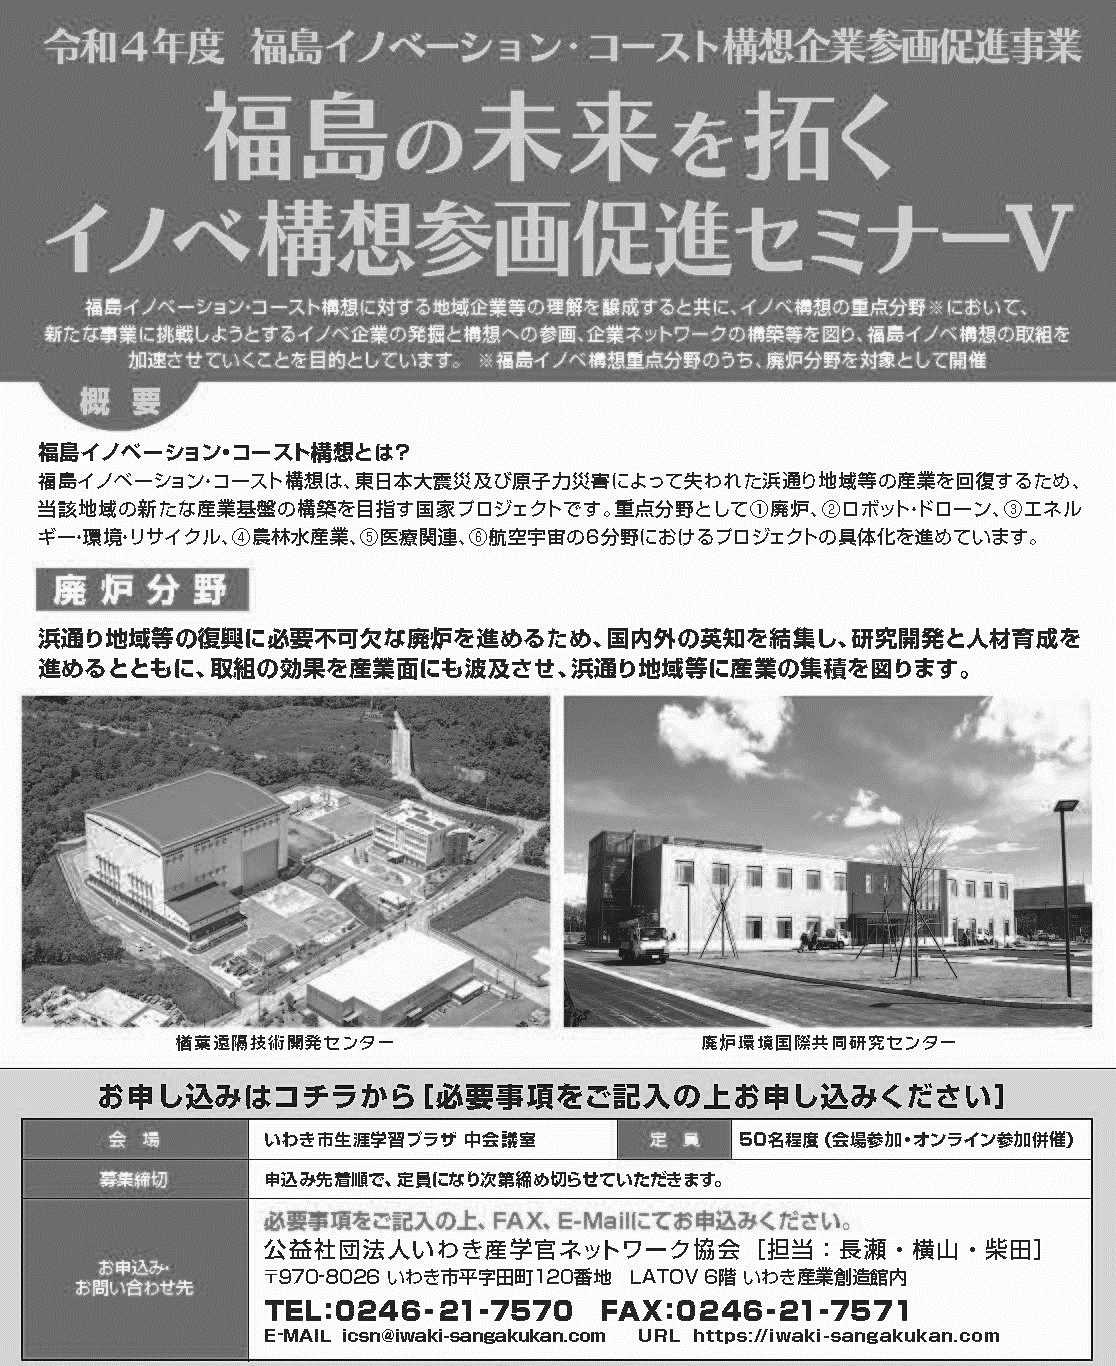 令和4年度 福島イノベーション・コースト構想企業参画促進事業
福島の未来を拓く
イノベ構想参画促進セミナーV
福島イノベーション・コースト構想に対する地域企業等の理解を醸成すると共に、イノベ構想の重点分野※において、
新たな事業に挑戦しようとするイノベ企業の発掘と構想への参画、企業ネットワークの構築等を図り、福島イノベ構想の取組を
加速させていくことを目的としています。 ※福島イノベ構想重点分野のうち、廃炉分野を対象として開催
概 要
福島イノベーション・コースト構想とは?
福島イノベーション・コースト構想は、東日本大震災及び原子力災害によって失われた浜通り地域等の産業を回復するため、
当該地域の新たな産業基盤の構築を目指す国家プロジェクトです。重点分野として①廃炉、②ロボット・ドローン、③エネル
ギー・環境・リサイクル、④農林水産業、⑤医療関連、⑥航空宇宙の6分野におけるプロジェクトの具体化を進めています。
廃炉分野
浜通り地域等の復興に必要不可欠な廃炉を進めるため、国内外の英知を結集し、研究開発と人材育成を
進めるとともに、取組の効果を産業面にも波及させ、浜通り地域等に産業の集積を図ります。
楢葉遠隔技術開発センター
廃炉環境国際共同研究センター
お申し込みはコチラから[必要事項をご記入の上お申し込みください]
会 場 いわき市生涯学習プラザ 中会議室 定 員 50名程度(会場参加・オンライン参加併催)
募集締切 申込み先着順で、定員になり次第締め切らせていただきます。
必要事項をご記入の上、FAX、E-Mailにてお申込みください。
公益社団法人いわき産学官ネットワーク協会 [担当:長瀬・横山・柴田]
お申込み・
お問い合わせ先
〒970-8026 いわき市平字田町120番地 LATOV 6階 いわき産業創造館内
TEL:0246-21-7570 FAX:0246-21-7571
E-MAIL icsn@iwaki-sangakukan.com URL https://iwaki-sangakukan.com